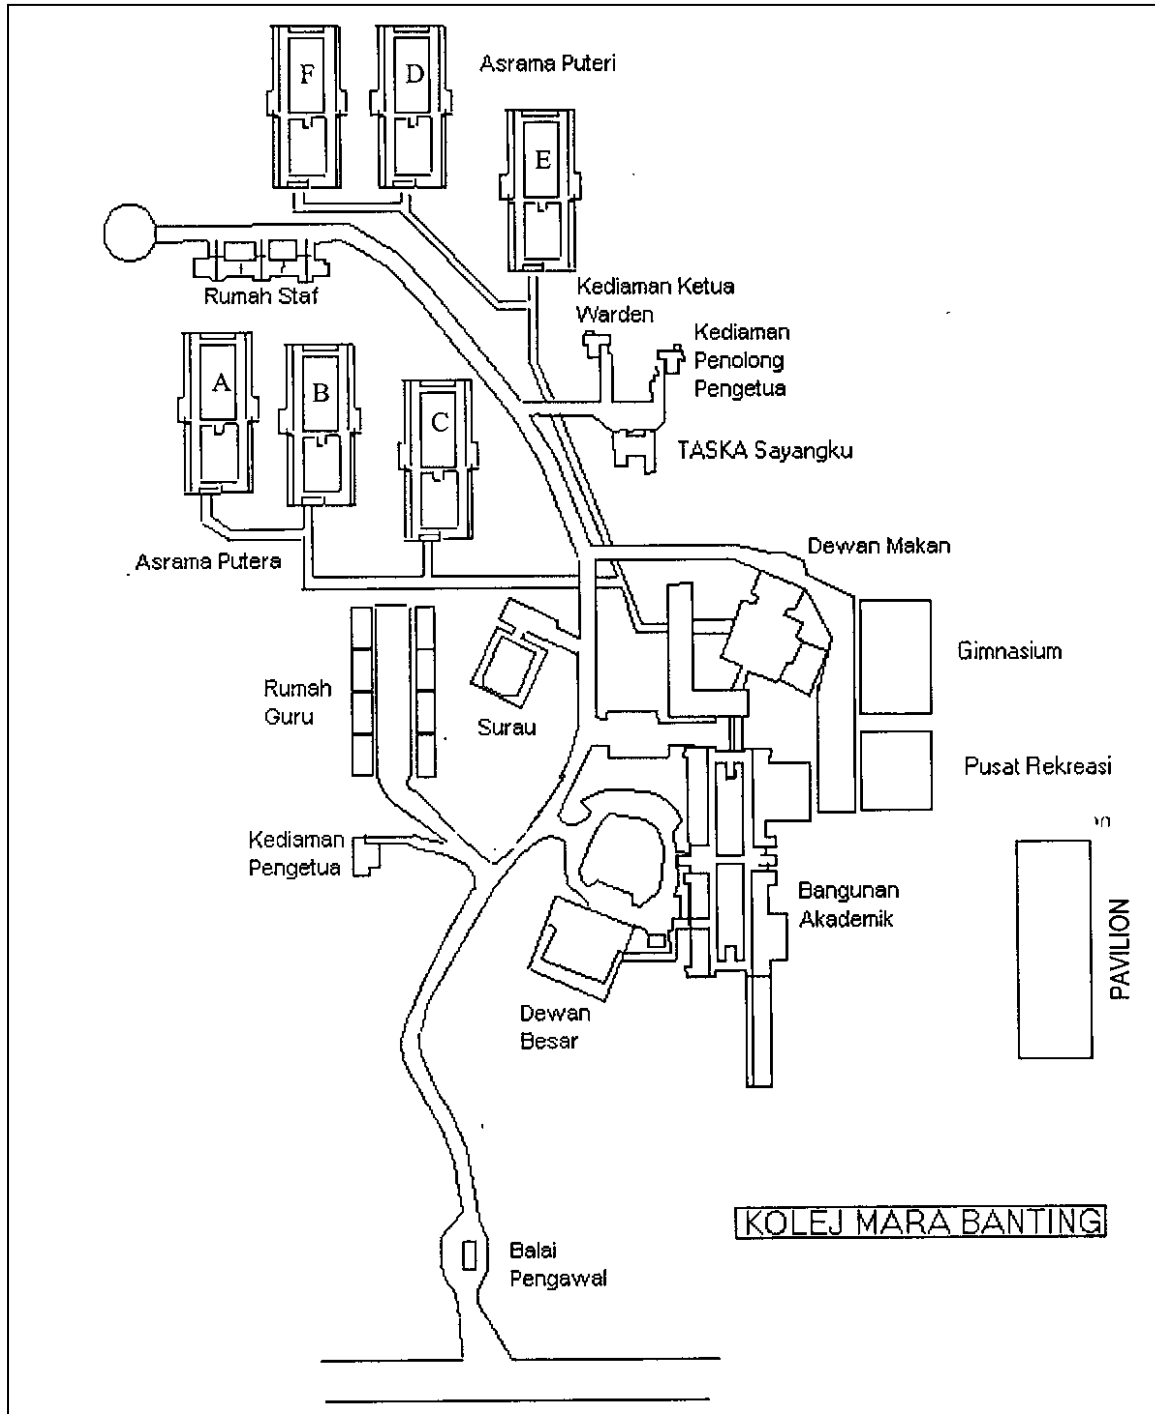 F
D
Asrama Puteri
E
Kediaman Ketua
Warden
Kediaman
Penolong
Pengetua
Rumah Staf
A
B
C
TASKA Sayangku
Asrama Putera
Dewan Makan
Gimnasium
Rumah
Guru
Surau
Pusat Rekreasi
Kediaman
Pengetua
Bangunan
Akademik
PAVILION
Dewan
Besar
KOLEJ MARA BANTING
Balai
Pengawal